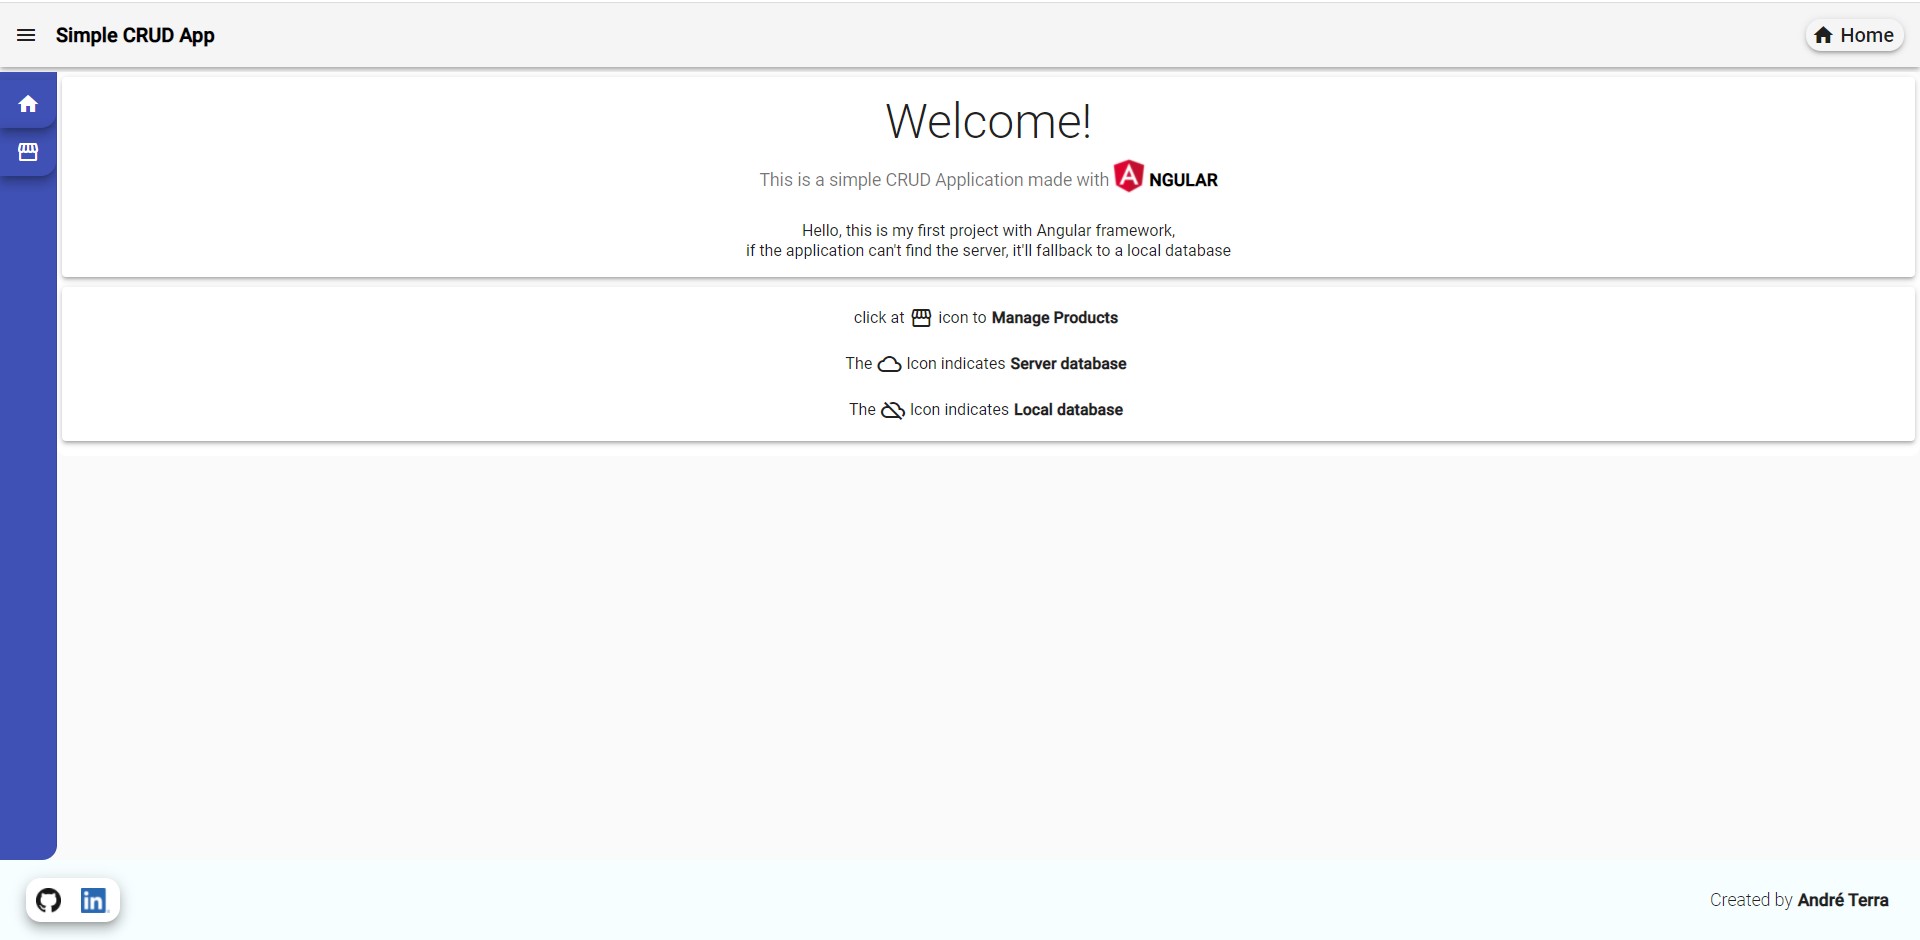 Simple CRUD App
Home
Welcome!
This is a simple CRUD Application made with A NGULAR
Hello, this is my first project with Angular framework,
if the application can't find the server, it'll fallback to a local database
click at icon to Manage Products
The Icon indicates Server database
The Icon indicates Local database
in
Created by André Terra